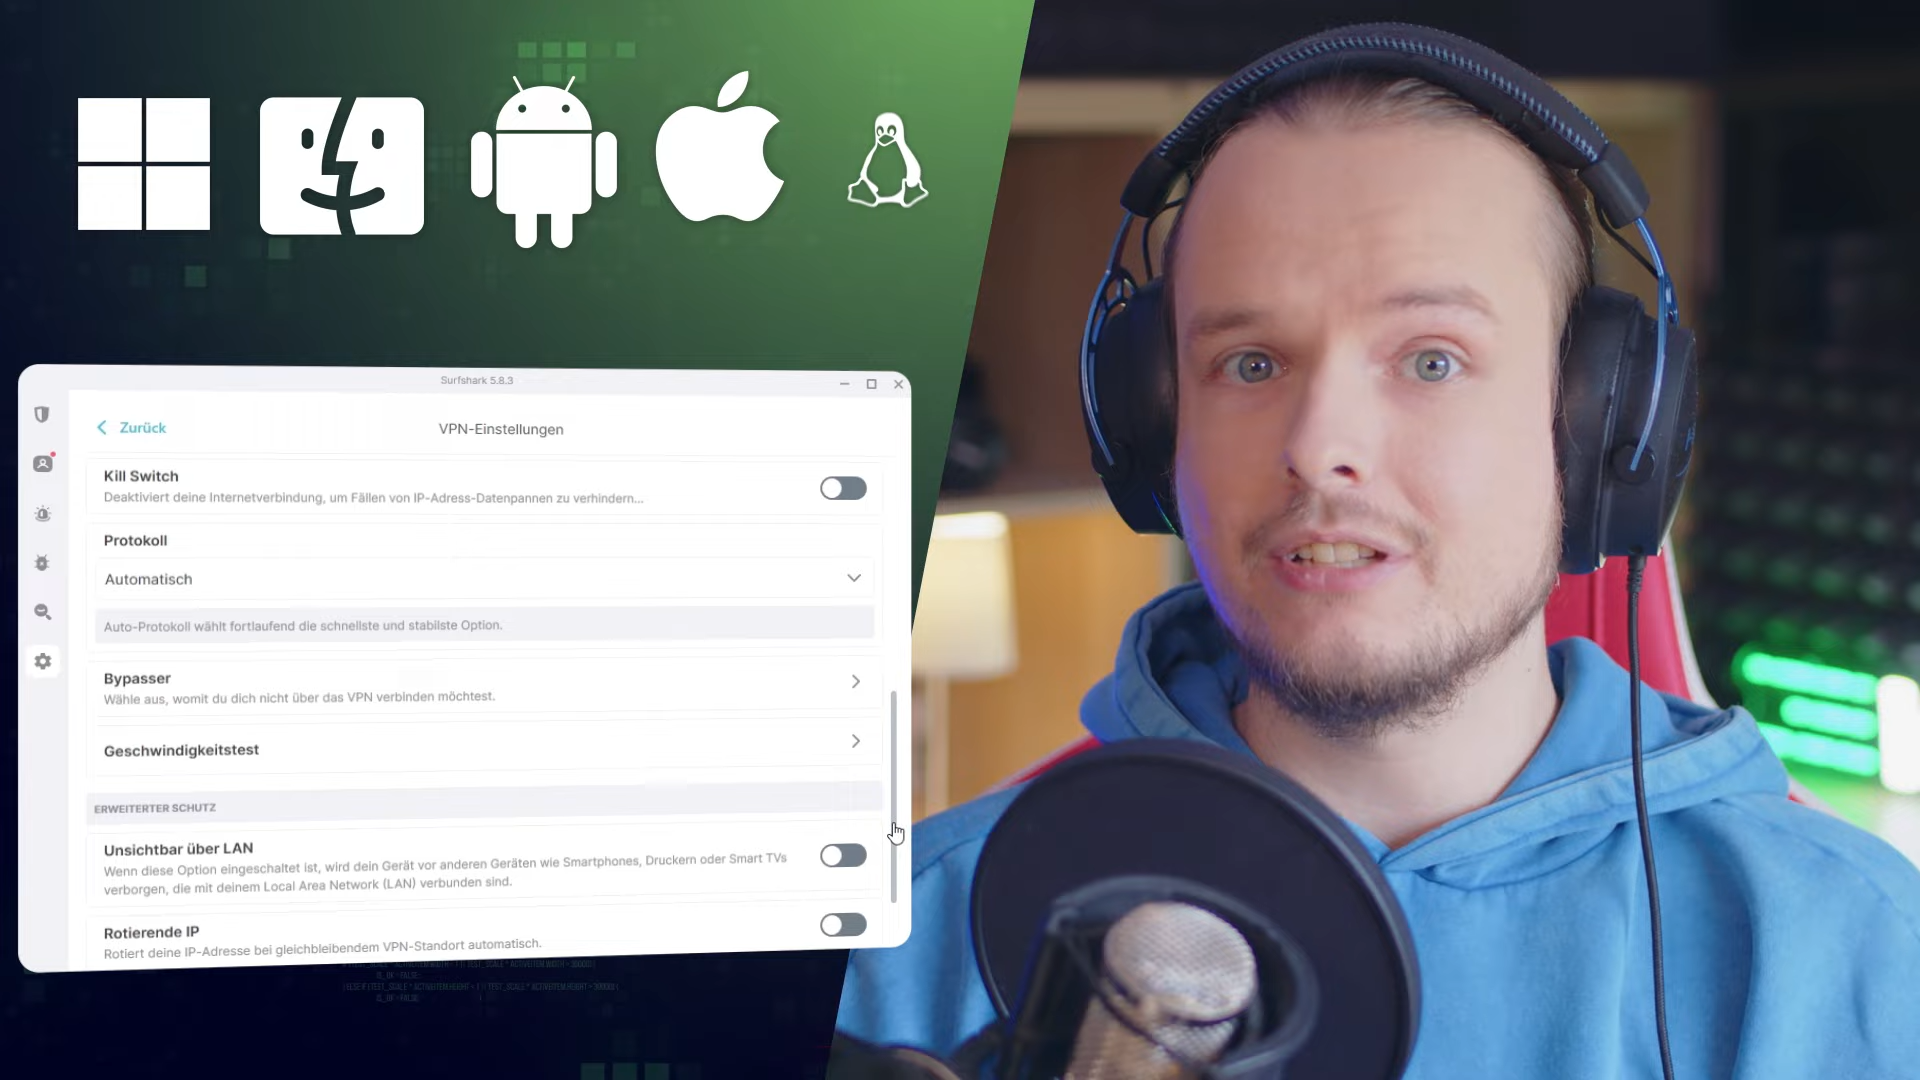 Surfshark 5.8.3
Zurück
VPN-Einstellungen
Kill Switch
Deaktiviert deine Internetverbindung, um Fällen von IP-Adress-Datenpannen zu verhindern...
Protokoll
Automatisch
Auto-Protokoll wählt fortlaufend die schnellste und stabilste Option.
Bypasser
Wähle aus, womit du dich nicht über das VPN verbinden möchtest.
Geschwindigkeitstest
ERWEITERTER SCHUTZ
Unsichtbar über LAN
Wenn diese Option eingeschaltet ist, wird dein Gerät vor anderen Geräten wie Smartphones, Druckern oder Smart TVs
verborgen, die mit deinem Local Area Network (LAN) verbunden sind.
Rotierende IP
Rotiert deine IP-Adresse bei gleichbleibendem VPN-Standort automatisch.